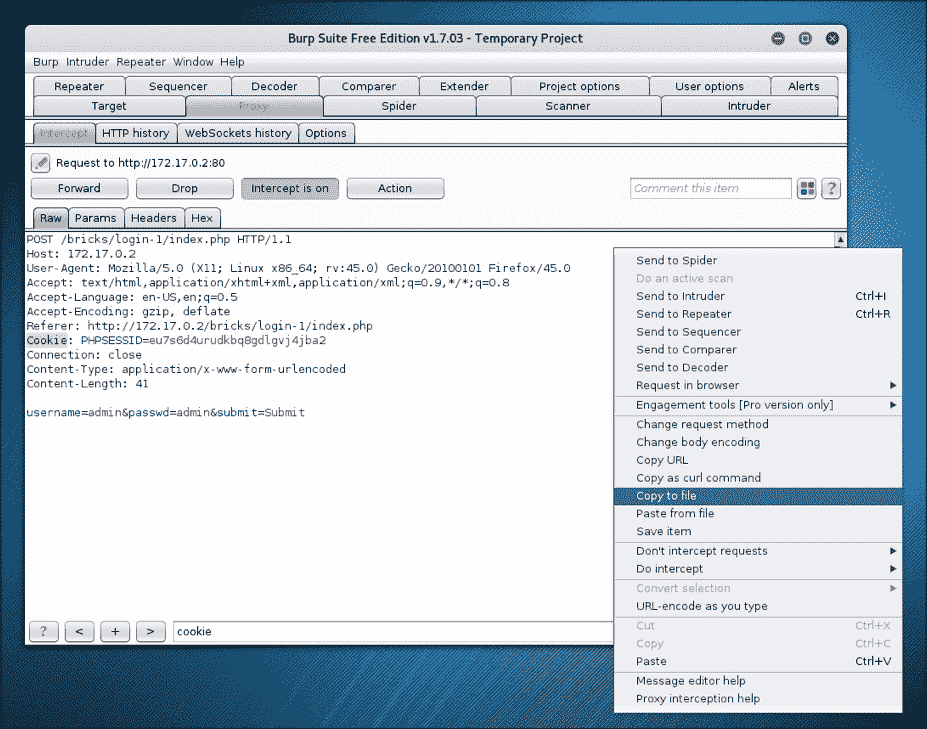 Burp Suite Free Edition v1.7.03 - Temporary Project
Burp Intruder Repeater Window Help
Repeater Sequencer Decoder Comparer Extender Project options User options Alerts
Target Proxy Spider Scanner Intruder
Intercept HTTP history WebSockets history Options
Request to http://172.17.0.2:80
Forward Drop Intercept is on Action Comment this item ?
Raw Params Headers Hex
POST /bricks/login-1/index.php HTTP/1.1
Host: 172.17.0.2
User-Agent: Mozilla/5.0 (X11; Linux x86_64; rv:45.0) Gecko/20100101 Firefox/45.0
Accept: text/html,application/xhtml+xml,application/xml;q=0.9,*/*;q=0.8
Accept-Language: en-US,en;q=0.5
Accept-Encoding: gzip, deflate
Referer: http://172.17.0.2/bricks/login-1/index.php
Cookie: PHPSESSID=eu7s6d4urudkbq8gdlgvj4jba2
Connection: close
Content-Type: application/x-www-form-urlencoded
Content-Length: 41
username=admin&passwd=admin&submit=Submit
? < + > cookie
Send to Spider
Do an active scan
Send to Intruder Ctrl+I
Send to Repeater Ctrl+R
Send to Sequencer
Send to Comparer
Send to Decoder
Request in browser
Engagement tools [Pro version only]
Change request method
Change body encoding
Copy URL
Copy as curl command
Copy to file
Paste from file
Save item
Don't intercept requests
Do intercept
Convert selection
URL-encode as you type
Cut Ctrl+X
Copy Ctrl+C
Paste Ctrl+V
Message editor help
Proxy interception help